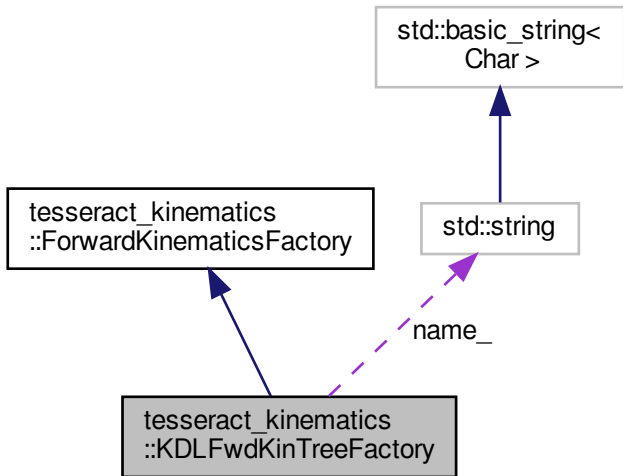 std::basic_string<
Char >
tesseract_kinematics
::ForwardKinematicsFactory
std::string
name_
tesseract_kinematics
::KDLFwdKinTreeFactory